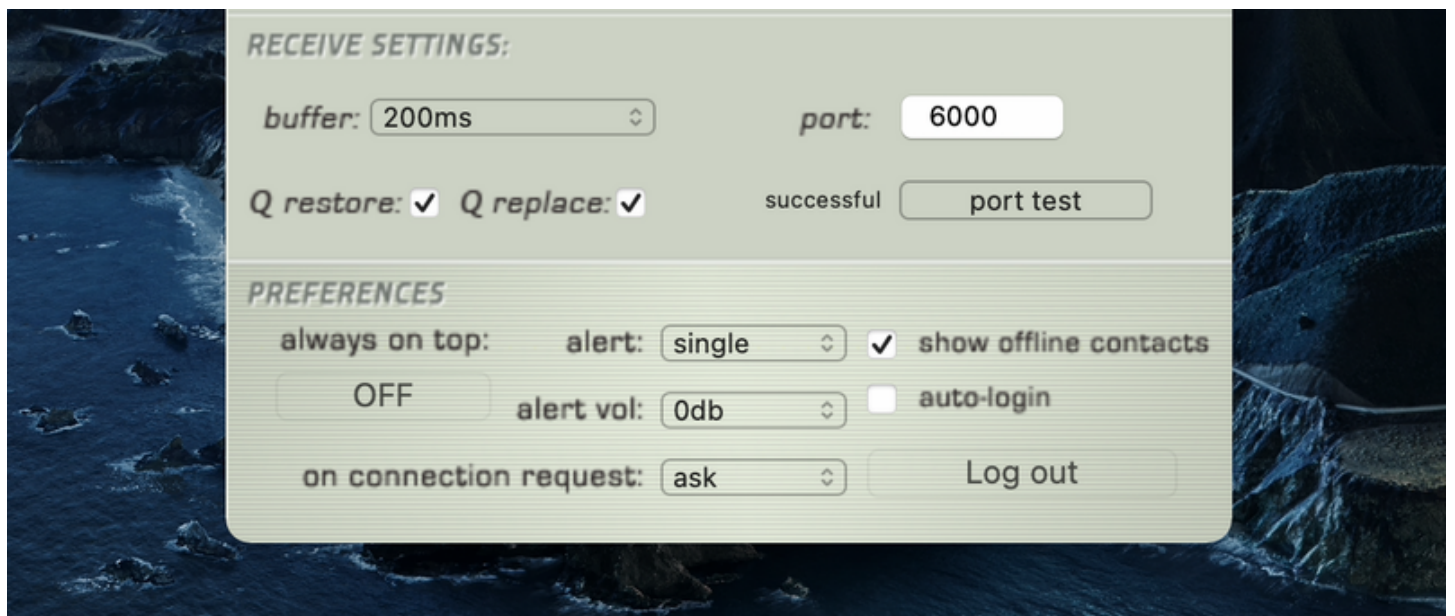 RECEIVE SETTINGS:
buffer: 200ms port: 6000
Q restore: Q replace: successful port test
PREFERENCES
always on top: alert: single show offline contacts
OFF alert vol: 0db auto-login
on connection request: ask Log out